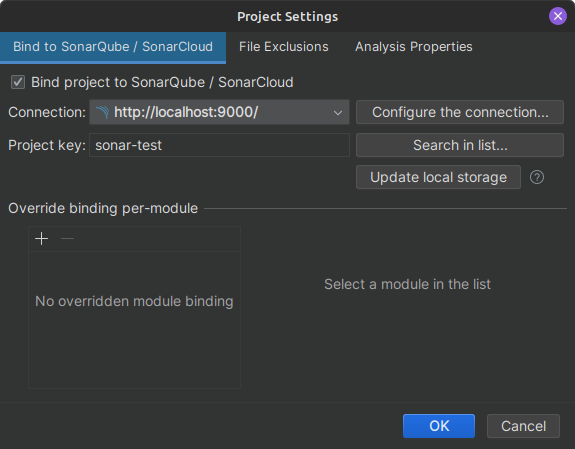 Project Settings
Bind to SonarQube / SonarCloud File Exclusions Analysis Properties
Bind project to SonarQube / SonarCloud
Connection: http://localhost:9000/ Configure the connection...
Project key: sonar-test Search in list...
Update local storage ?
Override binding per-module
No overridden module binding
Select a module in the list
OK Cancel